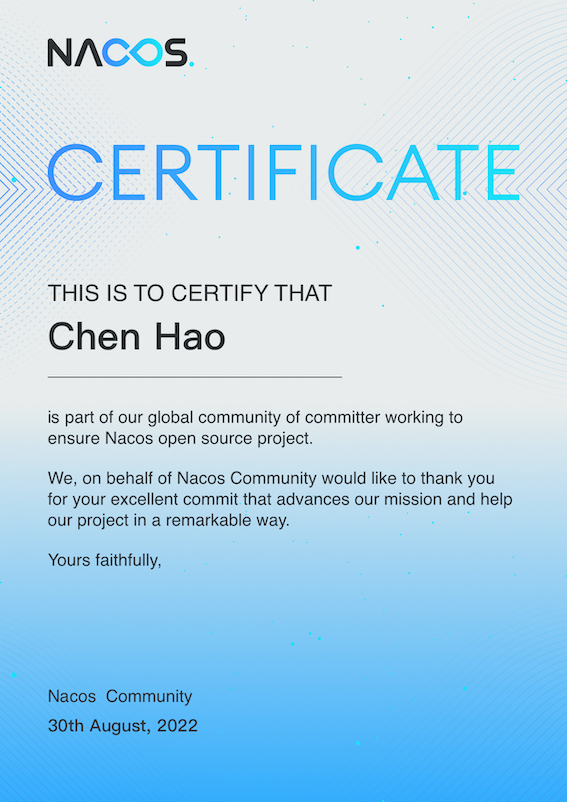 NACOS.
CERTIFICATE
THIS IS TO CERTIFY THAT
Chen Hao
is part of our global community of committer working to
ensure Nacos open source project.
We, on behalf of Nacos Community would like to thank you
for your excellent commit that advances our mission and help
our project in a remarkable way.
Yours faithfully,
Nacos Community
30th August, 2022